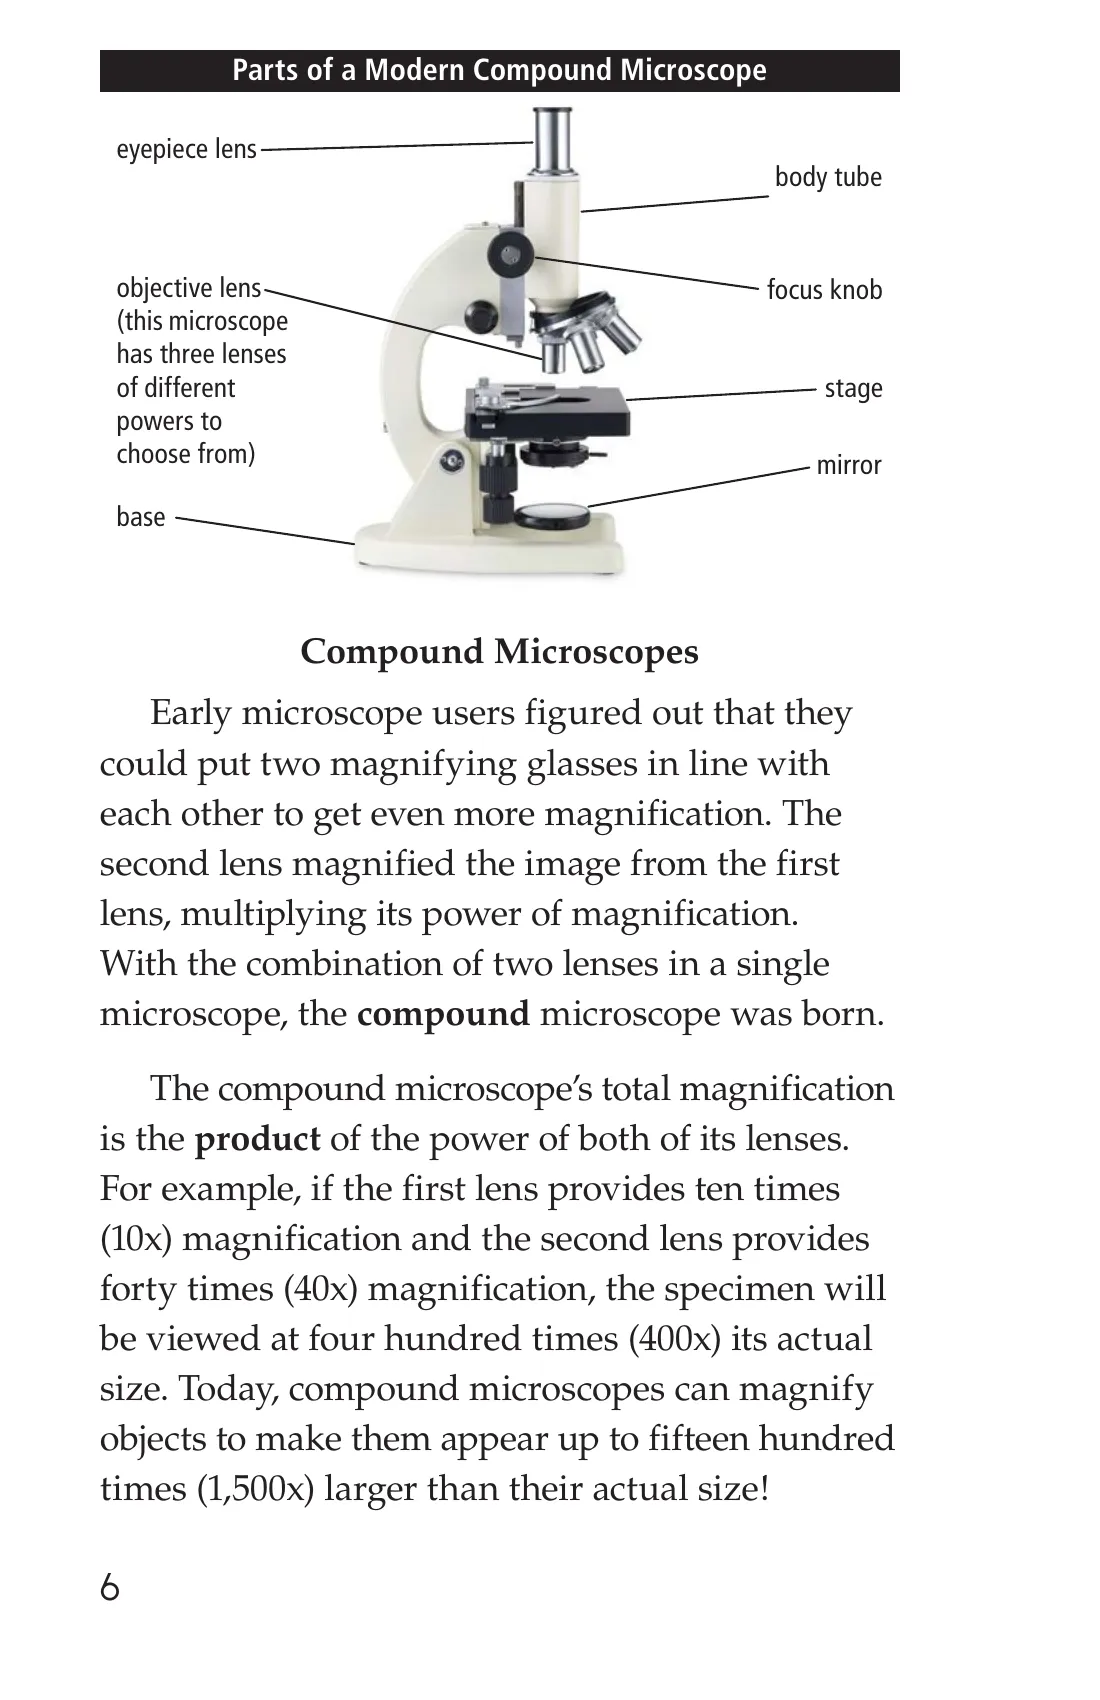 Parts of a Modern Compound Microscope
eyepiece lens
body tube
objective lens
(this microscope
has three lenses
of different
powers to
choose from)
focus knob
stage
mirror
base
Compound Microscopes
Early microscope users figured out that they
could put two magnifying glasses in line with
each other to get even more magnification. The
second lens magnified the image from the first
lens, multiplying its power of magnification.
With the combination of two lenses in a single
microscope, the compound microscope was born.
The compound microscope’s total magnification
is the product of the power of both of its lenses.
For example, if the first lens provides ten times
(10x) magnification and the second lens provides
forty times (40x) magnification, the specimen will
be viewed at four hundred times (400x) its actual
size. Today, compound microscopes can magnify
objects to make them appear up to fifteen hundred
times (1,500x) larger than their actual size!
6